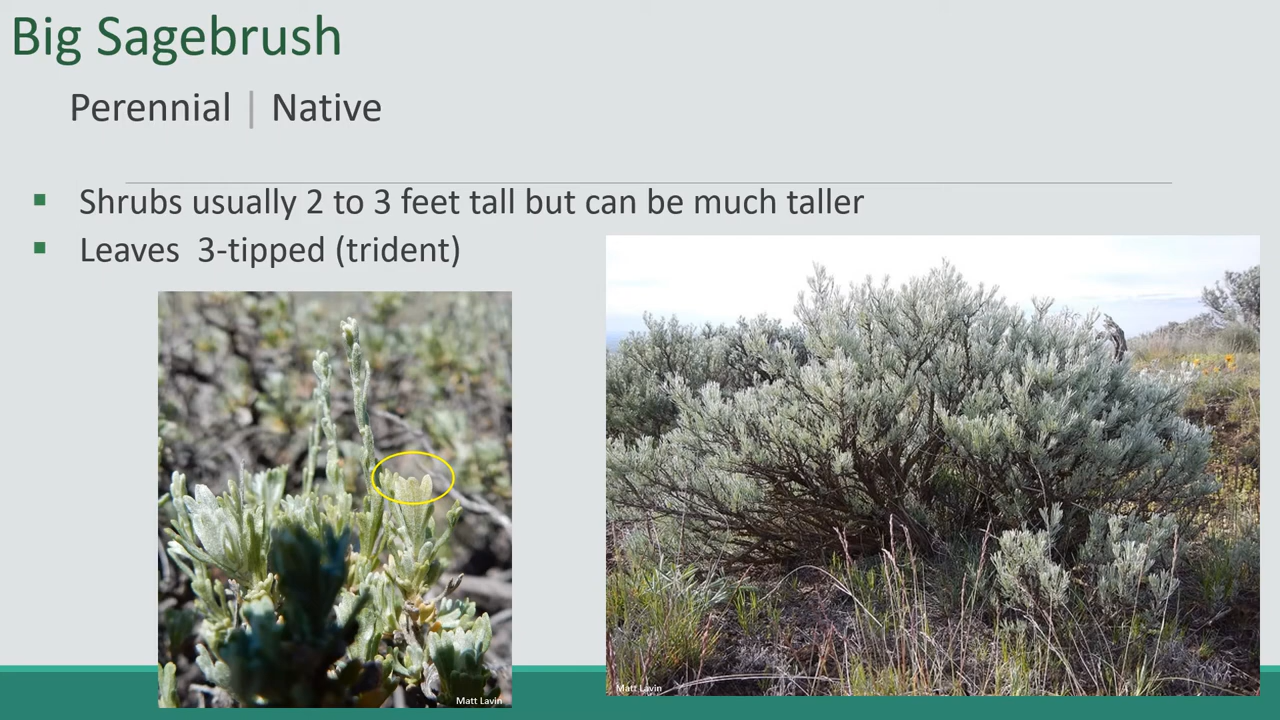 Big Sagebrush
Perennial | Native
Shrubs usually 2 to 3 feet tall but can be much taller
Leaves 3-tipped (trident)
Matt Lavin
Matt Lavin